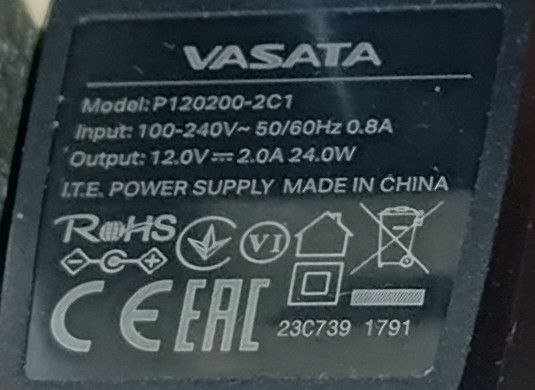 VASATA
Model: P120200-2C1
Input: 100-240V~ 50/60Hz 0.8A
Output: 12.0V⎓2.0A 24.0W
I.T.E. POWER SUPPLY MADE IN CHINA
RoHS
VI
CE EAC
23C739 1791